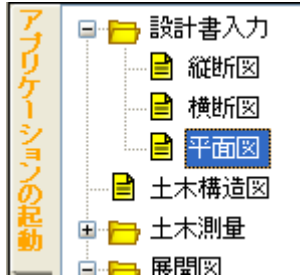 アプリケーションの起動
設計書入力
縦断図
横断図
平面図
土木構造図
土木測量
展開図